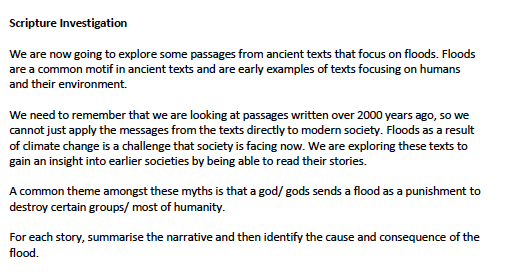 Scripture Investigation
We are now going to explore some passages from ancient texts that focus on floods. Floods
are a common motif in ancient texts and are early examples of texts focusing on humans
and their environment.
We need to remember that we are looking at passages written over 2000 years ago, so we
cannot just apply the messages from the texts directly to modern society. Floods as a result
of climate change is a challenge that society is facing now. We are exploring these texts to
gain an insight into earlier societies by being able to read their stories.
A common theme amongst these myths is that a god/ gods sends a flood as a punishment to
destroy certain groups/ most of humanity.
For each story, summarise the narrative and then identify the cause and consequence of the
flood.